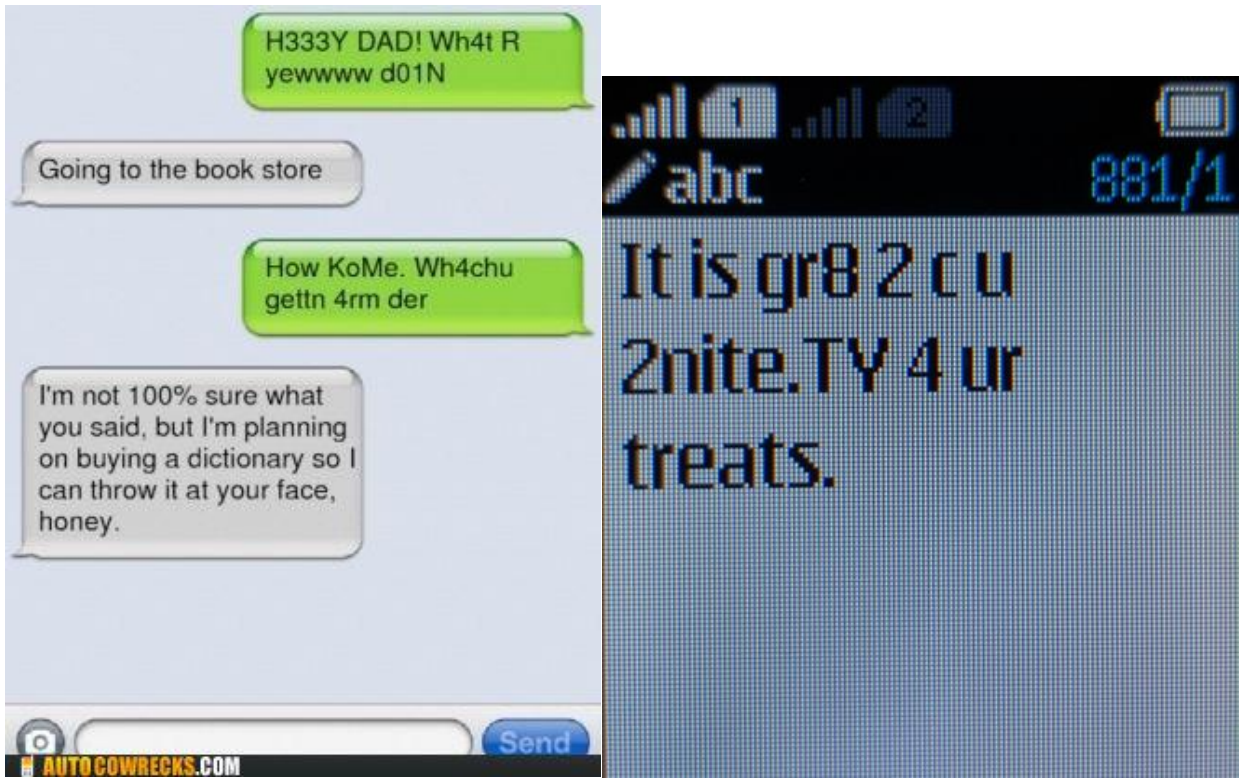 H333Y DAD! Wh4t R
yewwww d01N
Going to the book store
How KoMe. Wh4chu
gettn 4rm der
I'm not 100% sure what
you said, but I'm planning
on buying a dictionary so I
can throw it at your face,
honey.
Send
AUTOCOWRECKS.COM
1 2
abc 881/1
It is gr8 2 c u
2nite.TY 4 ur
treats.